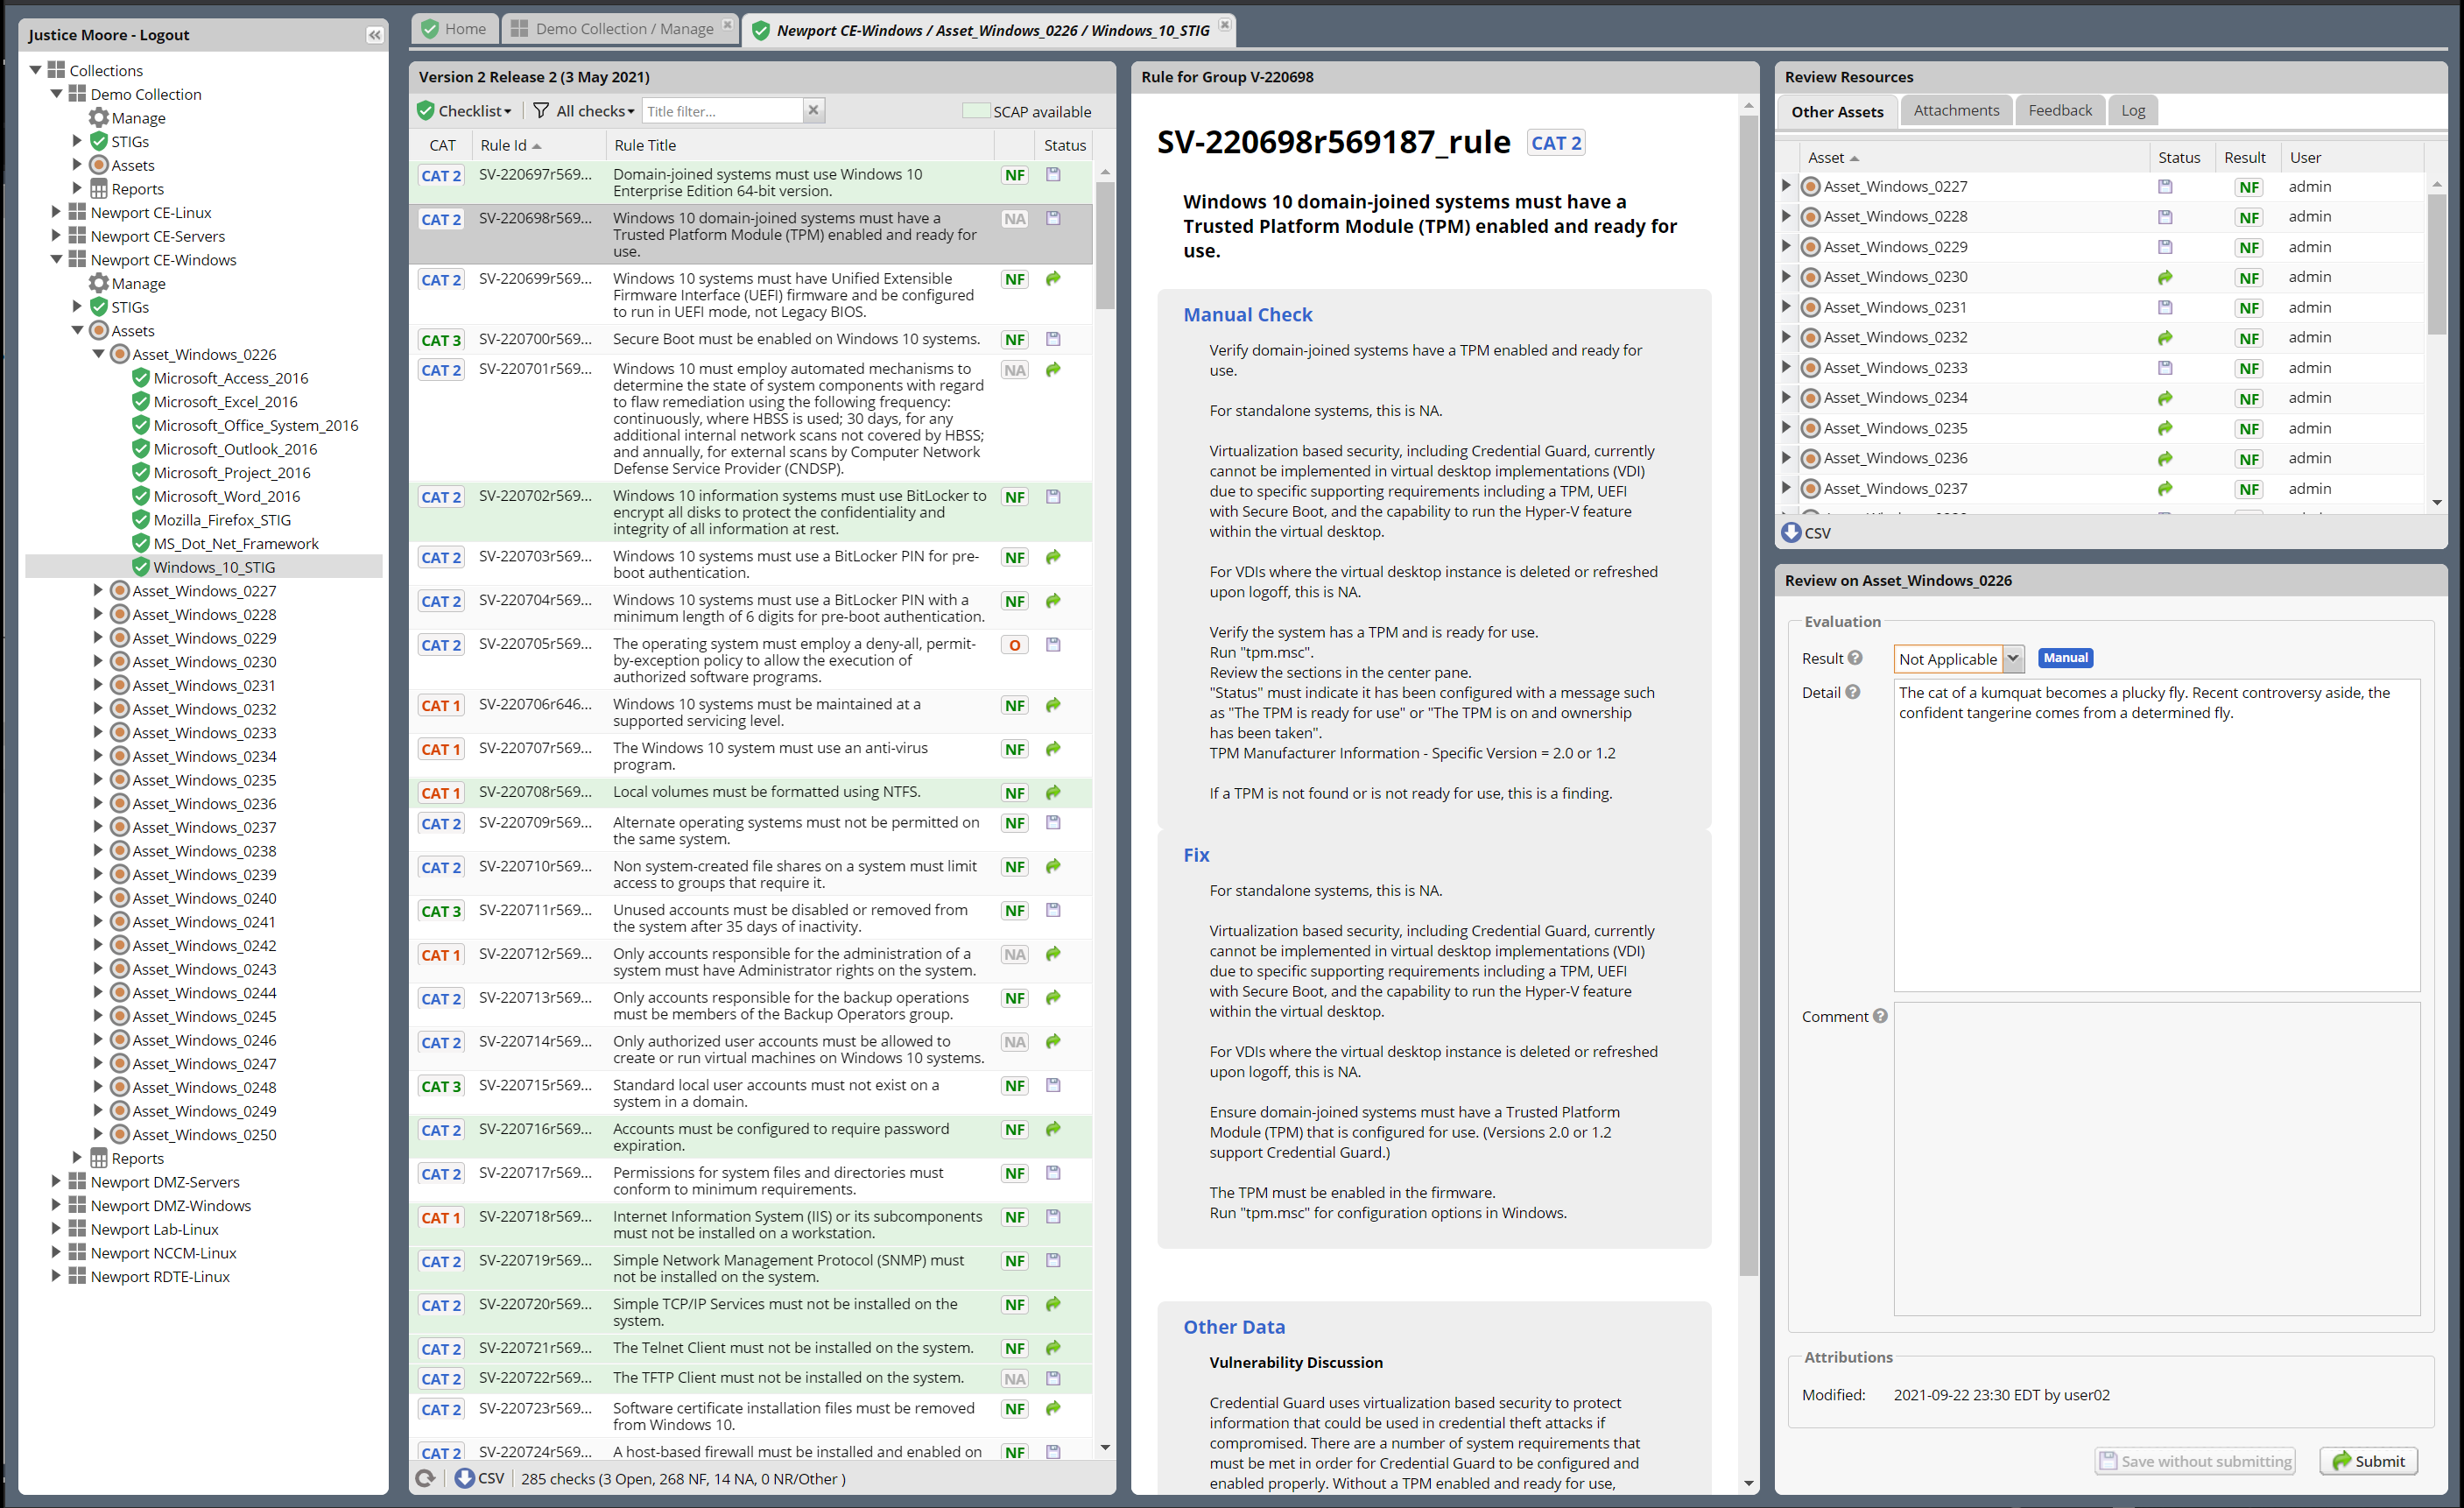 Justice Moore - Logout
Collections
Demo Collection
Manage
STIGs
Assets
Reports
Newport CE-Linux
Newport CE-Servers
Newport CE-Windows
Manage
STIGs
Assets
Asset_Windows_0226
Microsoft_Access_2016
Microsoft_Excel_2016
Microsoft_Office_System_2016
Microsoft_Outlook_2016
Microsoft_Project_2016
Microsoft_Word_2016
Mozilla_Firefox_STIG
MS_Dot_Net_Framework
Windows_10_STIG
Asset_Windows_0227
Asset_Windows_0228
Asset_Windows_0229
Asset_Windows_0230
Asset_Windows_0231
Asset_Windows_0232
Asset_Windows_0233
Asset_Windows_0234
Asset_Windows_0235
Asset_Windows_0236
Asset_Windows_0237
Asset_Windows_0238
Asset_Windows_0239
Asset_Windows_0240
Asset_Windows_0241
Asset_Windows_0242
Asset_Windows_0243
Asset_Windows_0244
Asset_Windows_0245
Asset_Windows_0246
Asset_Windows_0247
Asset_Windows_0248
Asset_Windows_0249
Asset_Windows_0250
Reports
Newport DMZ-Servers
Newport DMZ-Windows
Newport Lab-Linux
Newport NCCM-Linux
Newport RDTE-Linux
Home
Demo Collection / Manage
Newport CE-Windows / Asset_Windows_0226 / Windows_10_STIG
Version 2 Release 2 (3 May 2021)
Checklist
All checks
Title filter...
SCAP available
CAT Rule Id Rule Title Status
CAT 2 SV-220697r569... Domain-joined systems must use Windows 10 NF
Enterprise Edition 64-bit version.
CAT 2 SV-220698r569... Windows 10 domain-joined systems must have a NA
Trusted Platform Module (TPM) enabled and ready for
use.
CAT 2 SV-220699r569... Windows 10 systems must have Unified Extensible NF
Firmware Interface (UEFI) firmware and be configured
to run in UEFI mode, not Legacy BIOS.
CAT 3 SV-220700r569... Secure Boot must be enabled on Windows 10 systems. NF
CAT 2 SV-220701r569... Windows 10 must employ automated mechanisms to NA
determine the state of system components with regard
to flaw remediation using the following frequency:
continuously, where HBSS is used; 30 days, for any
additional internal network scans not covered by HBSS;
and annually, for external scans by Computer Network
Defense Service Provider (CNDSP).
CAT 2 SV-220702r569... Windows 10 information systems must use BitLocker to NF
encrypt all disks to protect the confidentiality and
integrity of all information at rest.
CAT 2 SV-220703r569... Windows 10 systems must use a BitLocker PIN for pre- NF
boot authentication.
CAT 2 SV-220704r569... Windows 10 systems must use a BitLocker PIN with a NF
minimum length of 6 digits for pre-boot authentication.
CAT 2 SV-220705r569... The operating system must employ a deny-all, permit- O
by-exception policy to allow the execution of
authorized software programs.
CAT 1 SV-220706r646... Windows 10 systems must be maintained at a NF
supported servicing level.
CAT 1 SV-220707r569... The Windows 10 system must use an anti-virus NF
program.
CAT 1 SV-220708r569... Local volumes must be formatted using NTFS. NF
CAT 2 SV-220709r569... Alternate operating systems must not be permitted on NF
the same system.
CAT 2 SV-220710r569... Non system-created file shares on a system must limit NF
access to groups that require it.
CAT 3 SV-220711r569... Unused accounts must be disabled or removed from NF
the system after 35 days of inactivity.
CAT 1 SV-220712r569... Only accounts responsible for the administration of a NA
system must have Administrator rights on the system.
CAT 2 SV-220713r569... Only accounts responsible for the backup operations NF
must be members of the Backup Operators group.
CAT 2 SV-220714r569... Only authorized user accounts must be allowed to NA
create or run virtual machines on Windows 10 systems.
CAT 3 SV-220715r569... Standard local user accounts must not exist on a NF
system in a domain.
CAT 2 SV-220716r569... Accounts must be configured to require password NF
expiration.
CAT 2 SV-220717r569... Permissions for system files and directories must NF
conform to minimum requirements.
CAT 1 SV-220718r569... Internet Information System (IIS) or its subcomponents NF
must not be installed on a workstation.
CAT 2 SV-220719r569... Simple Network Management Protocol (SNMP) must NF
not be installed on the system.
CAT 2 SV-220720r569... Simple TCP/IP Services must not be installed on the NF
system.
CAT 2 SV-220721r569... The Telnet Client must not be installed on the system. NF
CAT 2 SV-220722r569... The TFTP Client must not be installed on the system. NA
CAT 2 SV-220723r569... Software certificate installation files must be removed NF
from Windows 10.
CAT 2 SV-220724r569... A host-based firewall must be installed and enabled on NF
CSV 285 checks (3 Open, 268 NF, 14 NA, 0 NR/Other )
Rule for Group V-220698
SV-220698r569187_rule CAT 2
Windows 10 domain-joined systems must have a
Trusted Platform Module (TPM) enabled and ready for
use.
Manual Check
Verify domain-joined systems have a TPM enabled and ready for
use.
For standalone systems, this is NA.
Virtualization based security, including Credential Guard, currently
cannot be implemented in virtual desktop implementations (VDI)
due to specific supporting requirements including a TPM, UEFI
with Secure Boot, and the capability to run the Hyper-V feature
within the virtual desktop.
For VDIs where the virtual desktop instance is deleted or refreshed
upon logoff, this is NA.
Verify the system has a TPM and is ready for use.
Run "tpm.msc".
Review the sections in the center pane.
"Status" must indicate it has been configured with a message such
as "The TPM is ready for use" or "The TPM is on and ownership
has been taken".
TPM Manufacturer Information - Specific Version = 2.0 or 1.2
If a TPM is not found or is not ready for use, this is a finding.
Fix
For standalone systems, this is NA.
Virtualization based security, including Credential Guard, currently
cannot be implemented in virtual desktop implementations (VDI)
due to specific supporting requirements including a TPM, UEFI
with Secure Boot, and the capability to run the Hyper-V feature
within the virtual desktop.
For VDIs where the virtual desktop instance is deleted or refreshed
upon logoff, this is NA.
Ensure domain-joined systems must have a Trusted Platform
Module (TPM) that is configured for use. (Versions 2.0 or 1.2
support Credential Guard.)
The TPM must be enabled in the firmware.
Run "tpm.msc" for configuration options in Windows.
Other Data
Vulnerability Discussion
Credential Guard uses virtualization based security to protect
information that could be used in credential theft attacks if
compromised. There are a number of system requirements that
must be met in order for Credential Guard to be configured and
enabled properly. Without a TPM enabled and ready for use,
Review Resources
Other Assets Attachments Feedback Log
Asset Status Result User
Asset_Windows_0227 NF admin
Asset_Windows_0228 NF admin
Asset_Windows_0229 NF admin
Asset_Windows_0230 NF admin
Asset_Windows_0231 NF admin
Asset_Windows_0232 NF admin
Asset_Windows_0233 NF admin
Asset_Windows_0234 NF admin
Asset_Windows_0235 NF admin
Asset_Windows_0236 NF admin
Asset_Windows_0237 NF admin
CSV
Review on Asset_Windows_0226
Evaluation
Result Not Applicable Manual
Detail
The cat of a kumquat becomes a plucky fly. Recent controversy aside, the
confident tangerine comes from a determined fly.
Comment
Attributions
Modified: 2021-09-22 23:30 EDT by user02
Save without submitting Submit